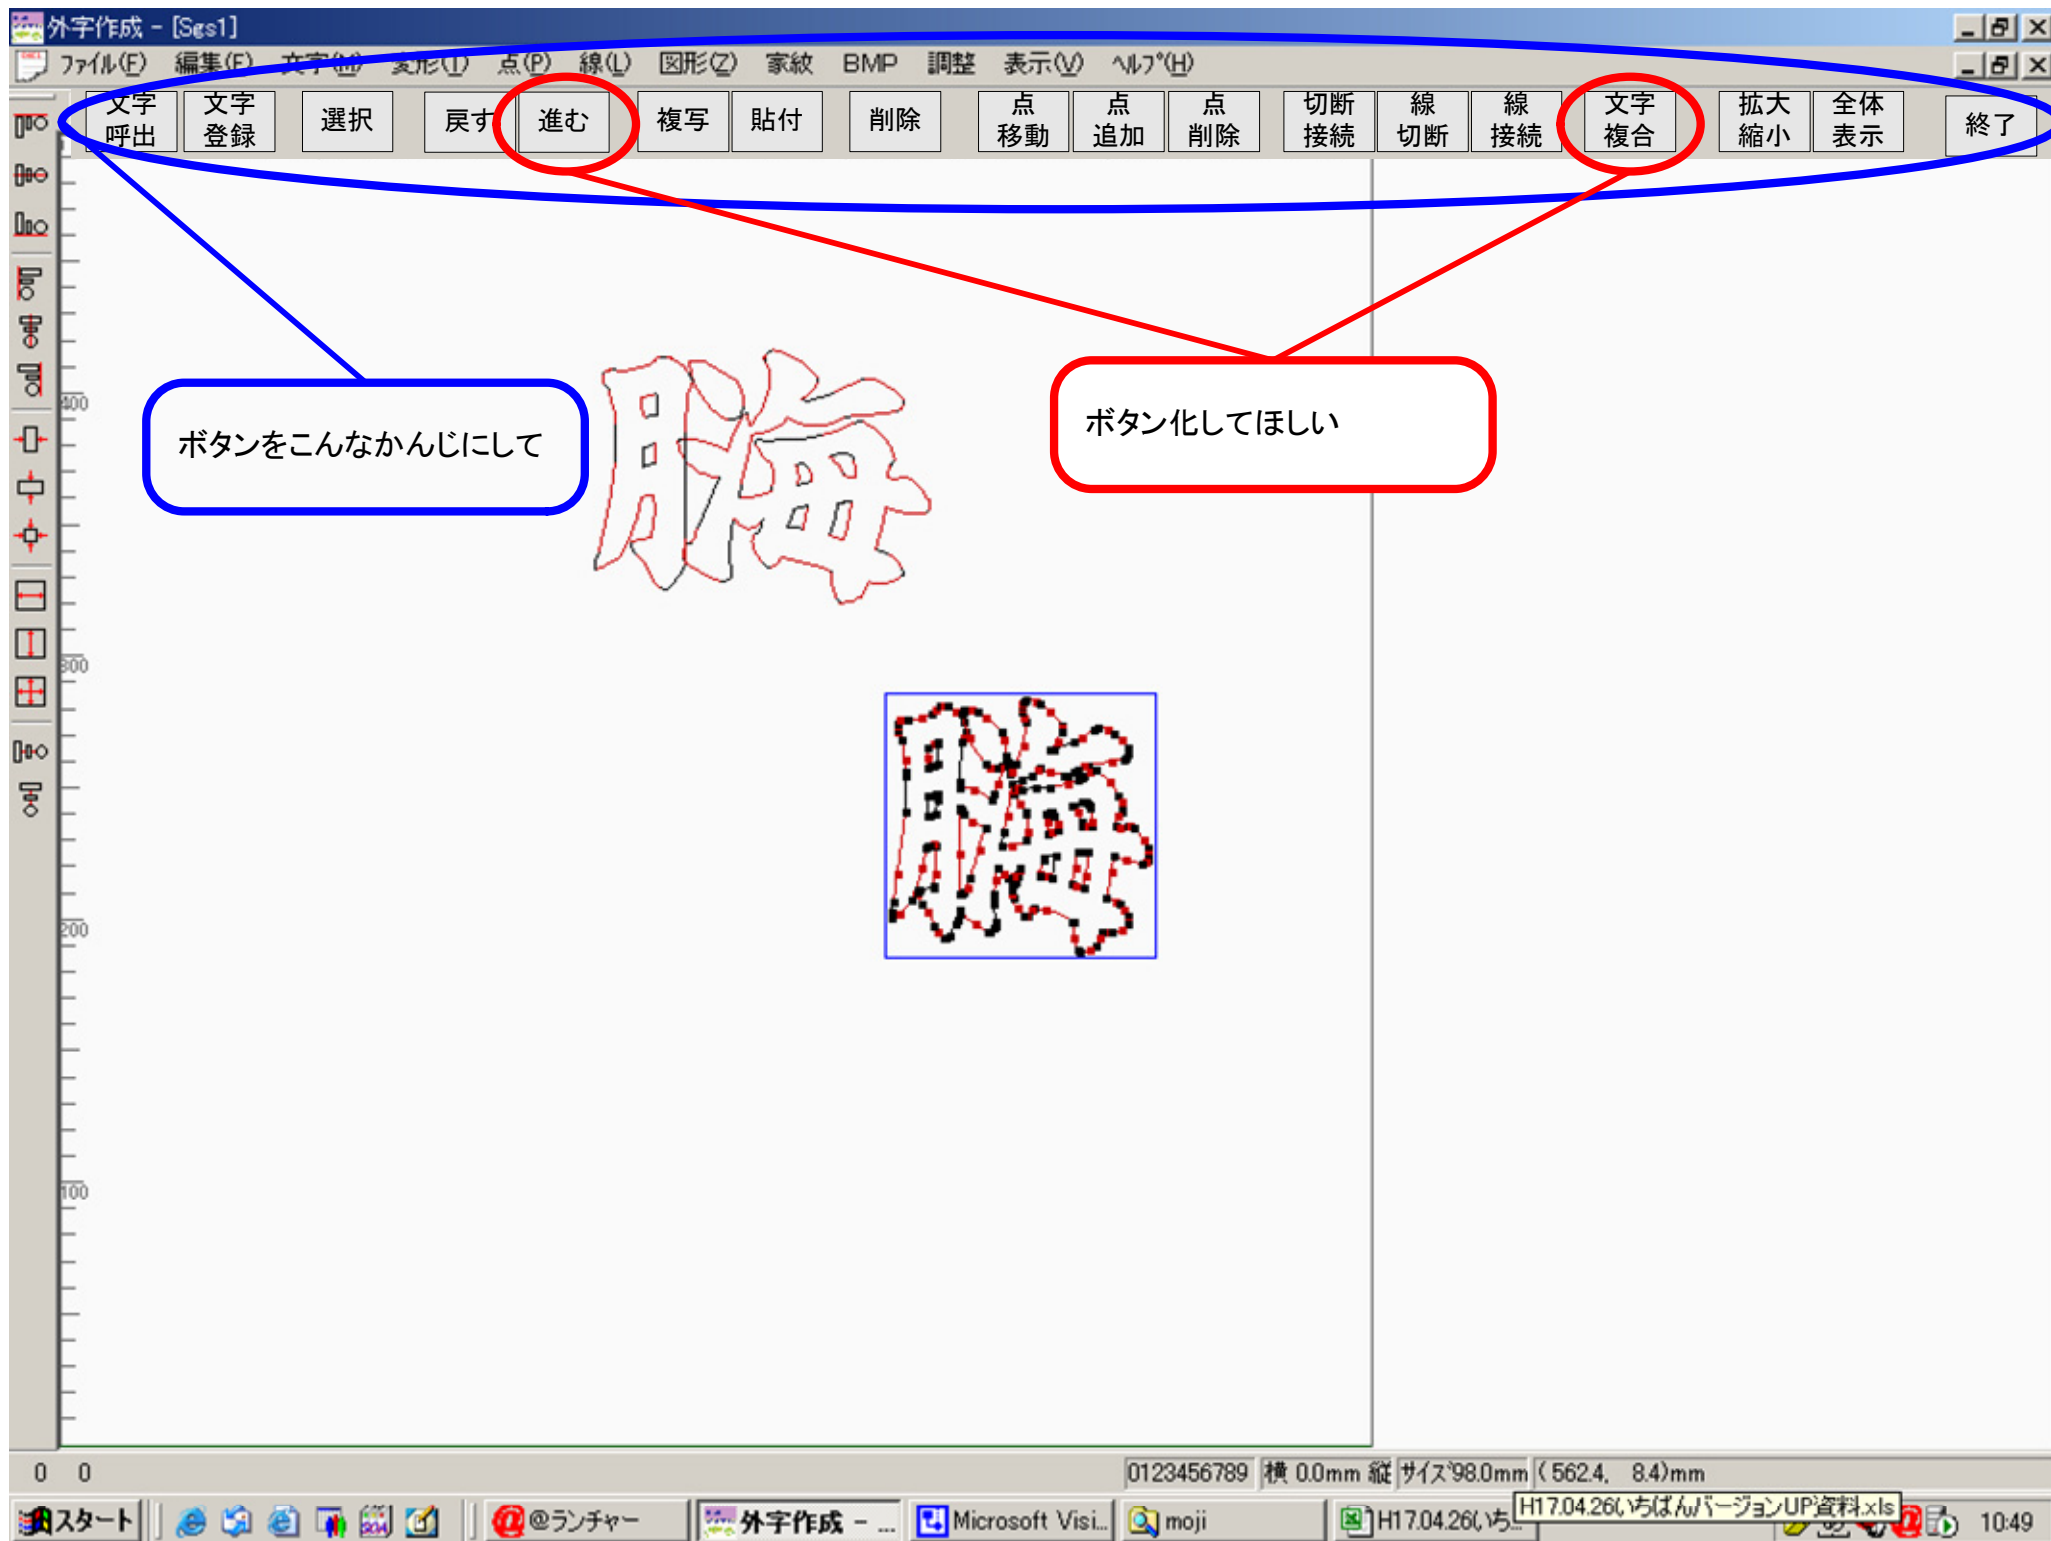 外字作成 - [Sgs1]
ファイル(F) 編集(E) 文字(M) 変形(T) 点(P) 線(L) 図形(Z) 家紋 BMP 調整 表示(V) ヘルプ(H)
文字呼出 文字登録 選択 戻す 進む 複写 貼付 削除 点移動 点追加 点削除 切断接続 線切断 線接続 文字複合 拡大縮小 全体表示 終了
ボタンをこんなかんじにして
ボタン化してほしい
400
300
200
100
0 0
0123456789 横 0.0mm 縦 サイズ98.0mm ( 562.4, 8.4)mm
スタート @ランチャー 外字作成 - ... Microsoft Visi... moji H17.04.26いち... 10:49
H17.04.26いちばんバージョンUP資料.xls